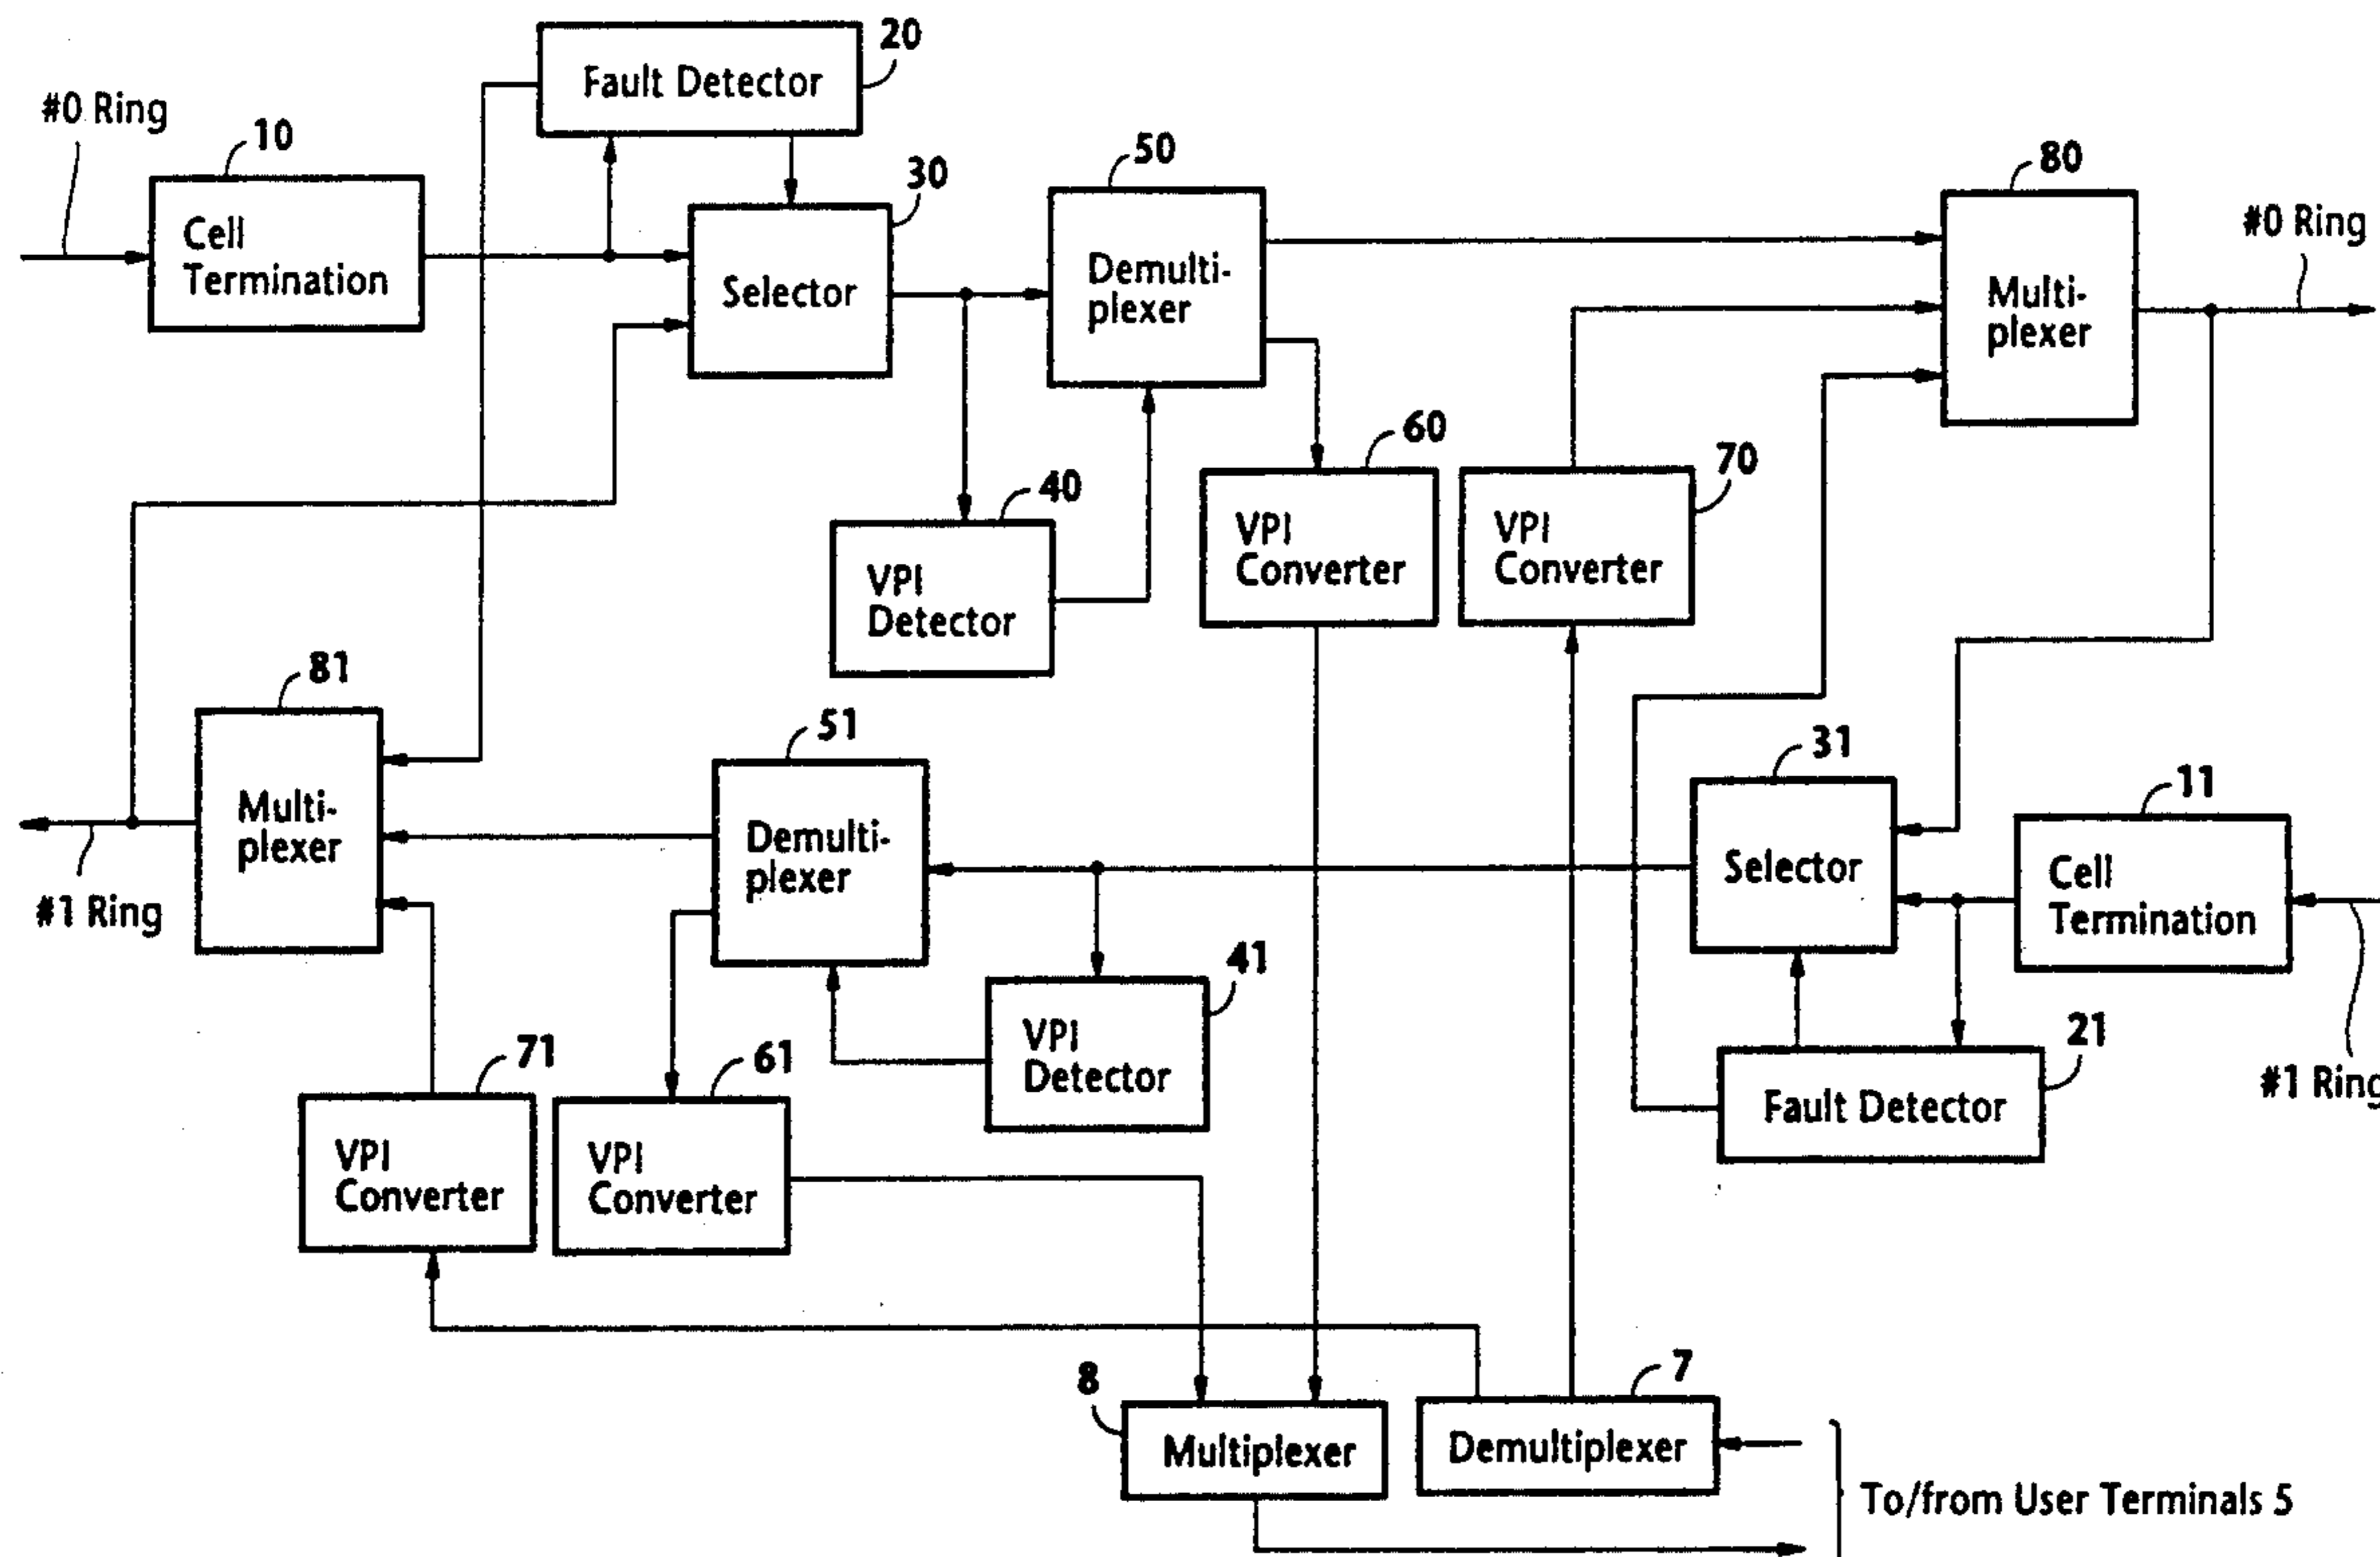 20
Fault Detector
#0 Ring
10
Cell
Termination
30
Selector
50
Demulti-
plexer
80
Multi-
plexer
#0 Ring
40
VPI
Detector
60
VPI
Converter
70
VPI
Converter
81
Multi-
plexer
#1 Ring
51
Demulti-
plexer
31
Selector
11
Cell
Termination
#1 Ring
41
VPI
Detector
21
Fault Detector
71
VPI
Converter
61
VPI
Converter
8
Multiplexer
7
Demultiplexer
To/from User Terminals 5